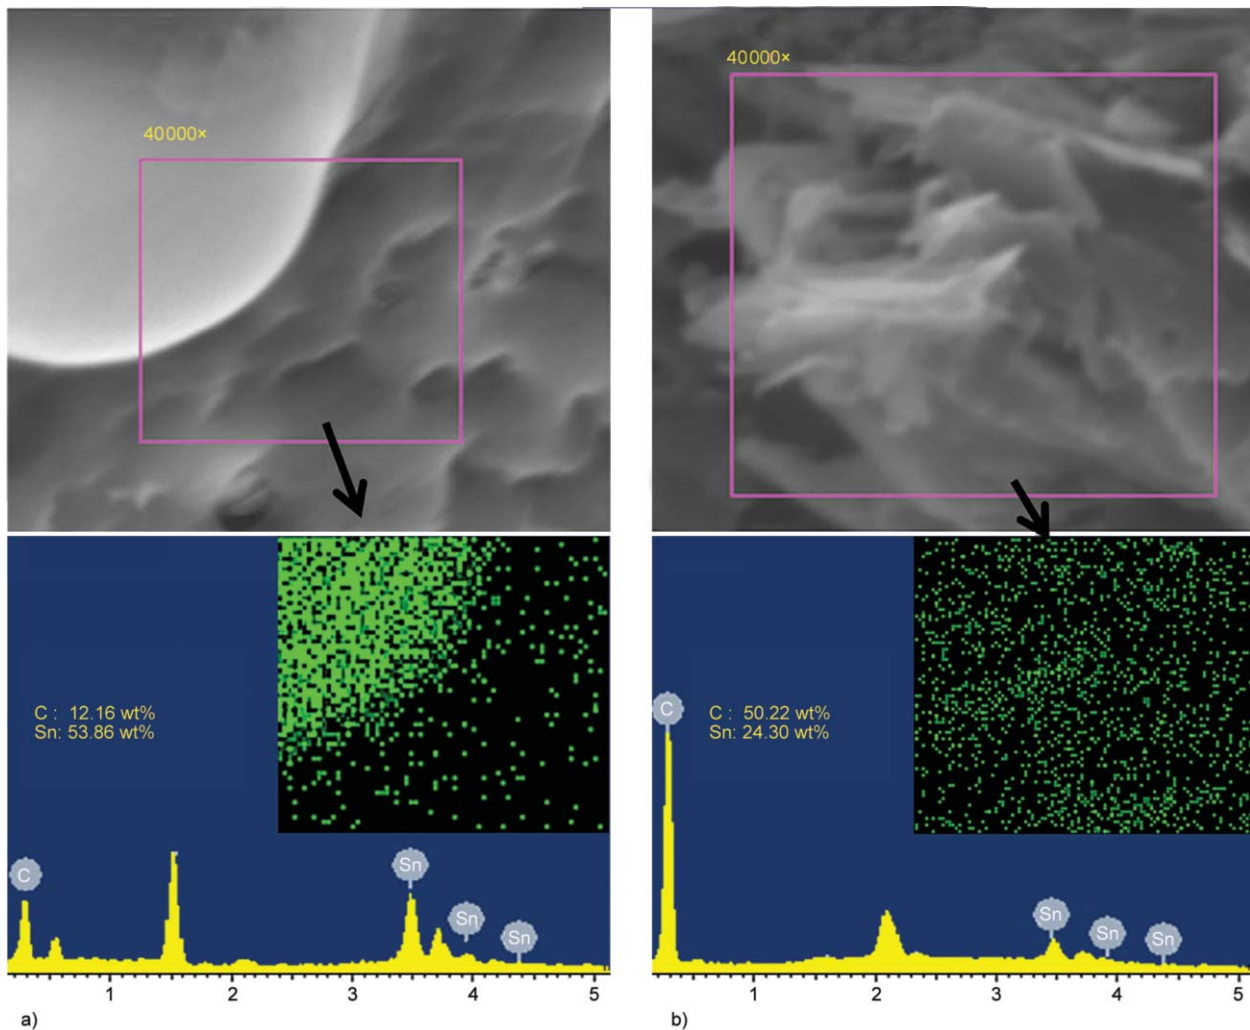 40000×
C : 12.16 wt%
Sn: 53.86 wt%
C
Sn
Sn
Sn
1 2 3 4 5
a)
40000×
C : 50.22 wt%
Sn: 24.30 wt%
C
Sn
Sn
Sn
1 2 3 4 5
b)